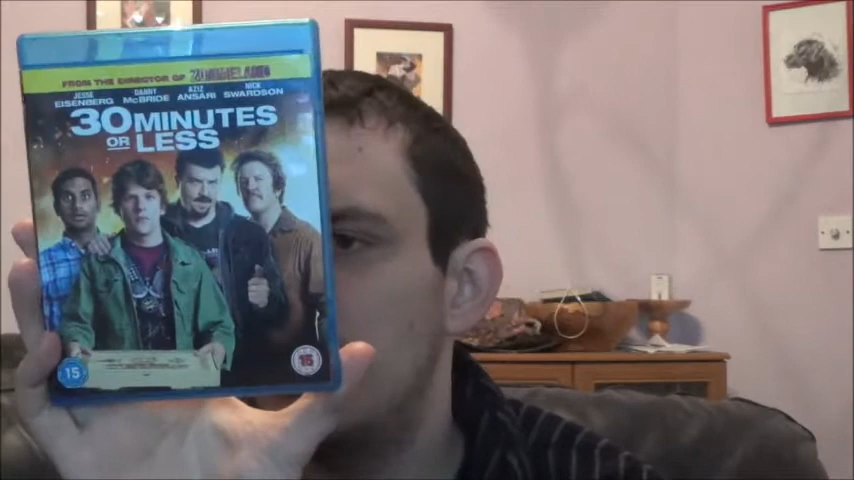 FROM THE DIRECTOR OF ZOMBIELAND
JESSE EISENBERG DANNY McBRIDE AZIZ ANSARI NICK SWARDSON
30 MINUTES
OR LESS
15
15